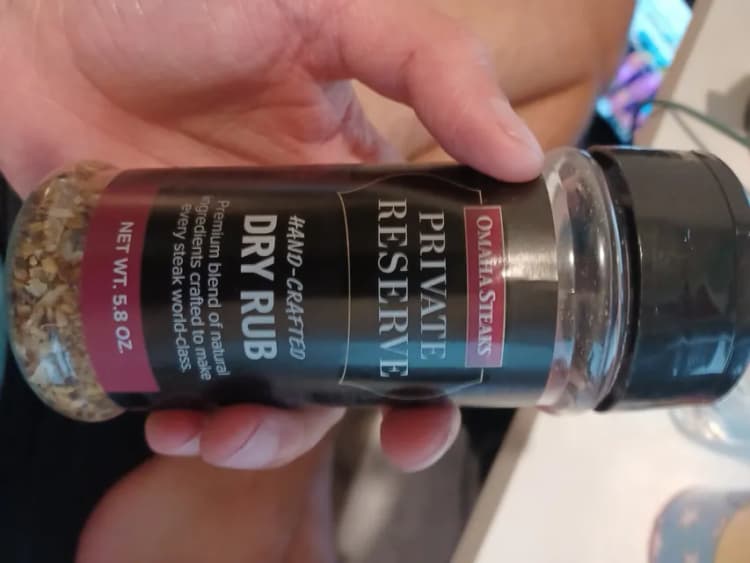 OMAHA STEAKS
PRIVATE
RESERVE
HAND-CRAFTED
DRY RUB
Premium blend of natural
ingredients crafted to make
every steak world-class.
NET WT. 5.8 OZ.